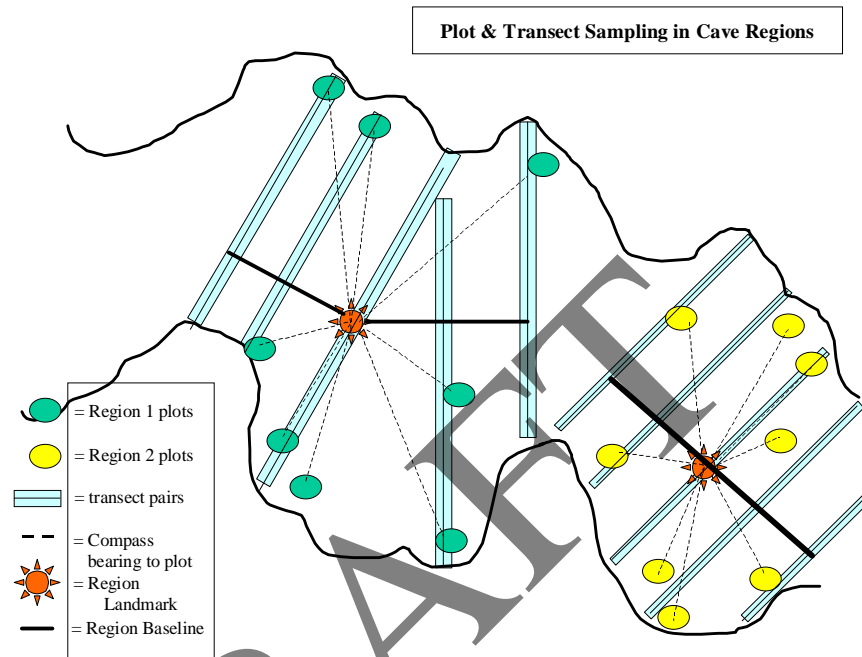 Plot & Transect Sampling in Cave Regions
= Region 1 plots
= Region 2 plots
= transect pairs
= Compass
bearing to plot
= Region
Landmark
= Region Baseline
DRAFT